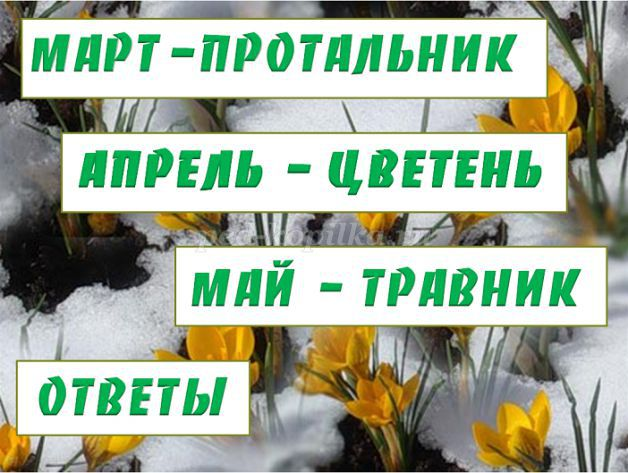 МАРТ-ПРОТАЛЬНИК
АПРЕЛЬ - ЦВЕТЕНЬ
МАЙ - ТРАВНИК
ОТВЕТЫ